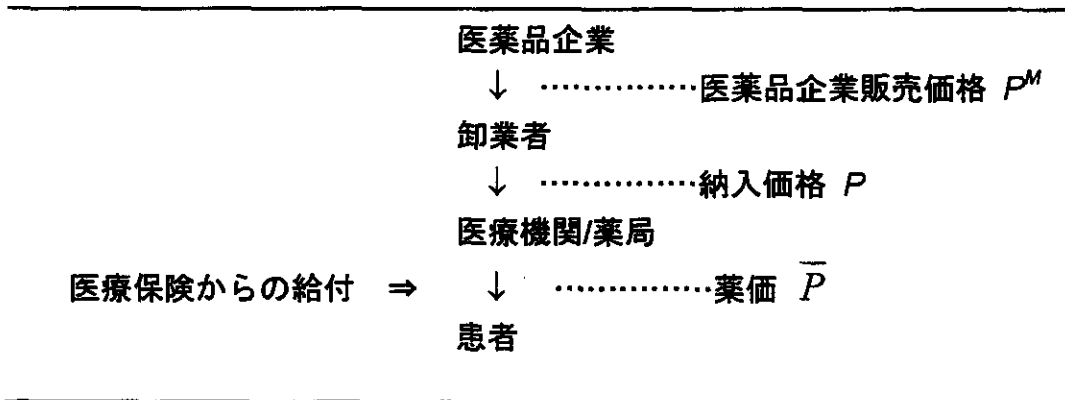 医薬品企業
↓ ……………医薬品企業販売価格 P^M
卸業者
↓ ……………納入価格 P
医療機関/薬局
医療保険からの給付 ⇒ ↓ ……………薬価 P̅
患者